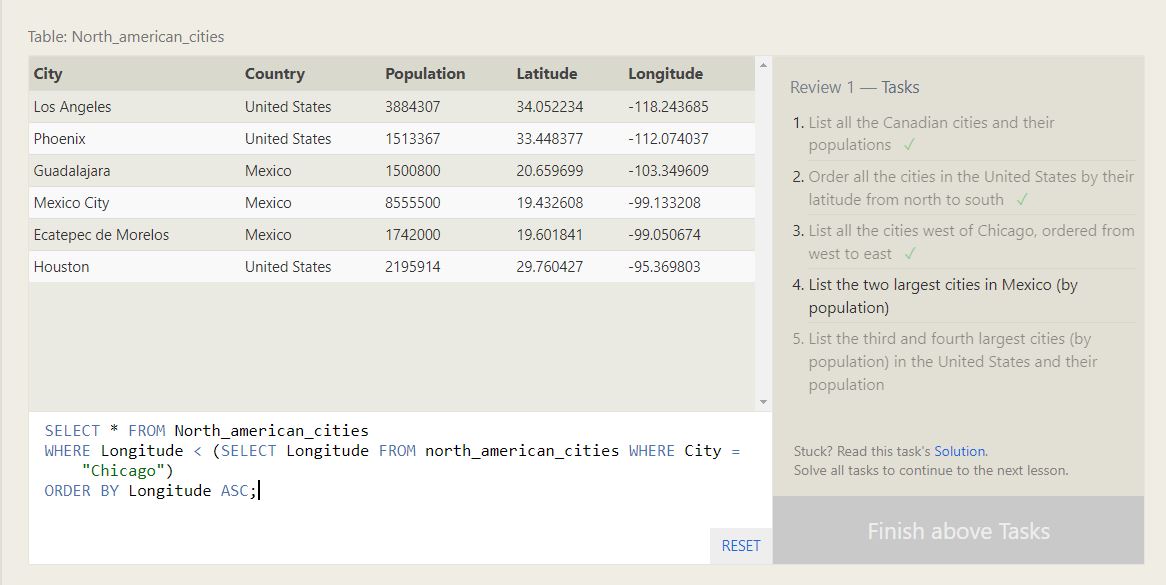 Table: North_american_cities
City Country Population Latitude Longitude
Los Angeles United States 3884307 34.052234 -118.243685
Phoenix United States 1513367 33.448377 -112.074037
Guadalajara Mexico 1500800 20.659699 -103.349609
Mexico City Mexico 8555500 19.432608 -99.133208
Ecatepec de Morelos Mexico 1742000 19.601841 -99.050674
Houston United States 2195914 29.760427 -95.369803
SELECT * FROM North_american_cities
WHERE Longitude < (SELECT Longitude FROM north_american_cities WHERE City =
"Chicago")
ORDER BY Longitude ASC;
RESET
Review 1 — Tasks
1. List all the Canadian cities and their
populations ✓
2. Order all the cities in the United States by their
latitude from north to south ✓
3. List all the cities west of Chicago, ordered from
west to east ✓
4. List the two largest cities in Mexico (by
population)
5. List the third and fourth largest cities (by
population) in the United States and their
population
Stuck? Read this task's Solution.
Solve all tasks to continue to the next lesson.
Finish above Tasks